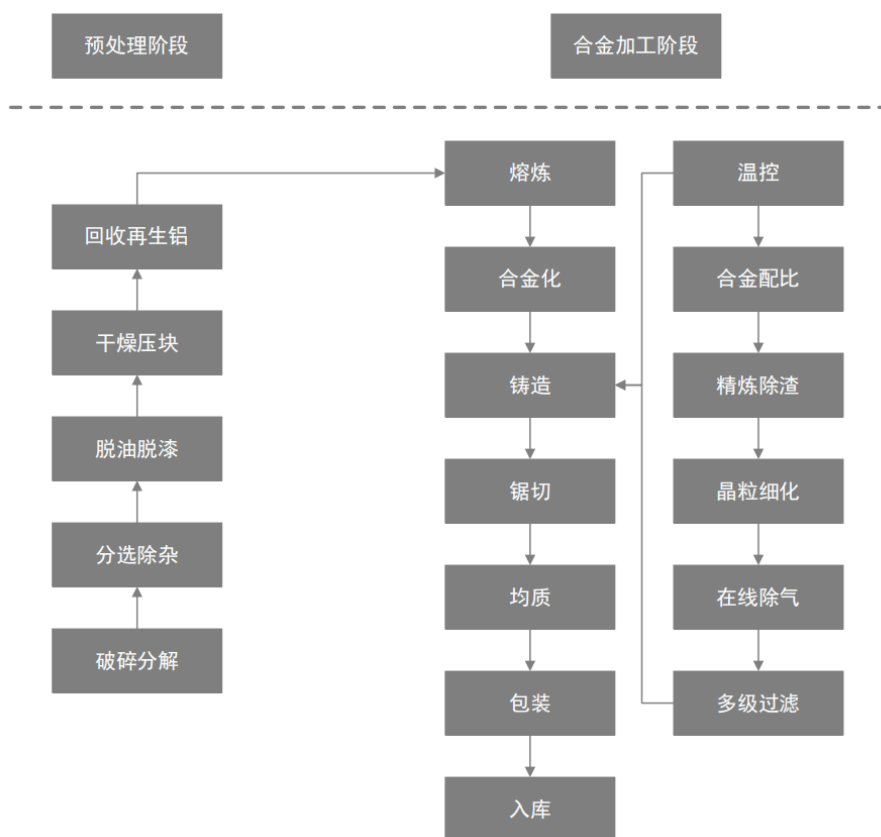 预处理阶段
合金加工阶段
熔炼
温控
回收再生铝
合金化
合金配比
干燥压块
铸造
精炼除渣
脱油脱漆
锯切
晶粒细化
分选除杂
均质
在线除气
破碎分解
包装
多级过滤
入库